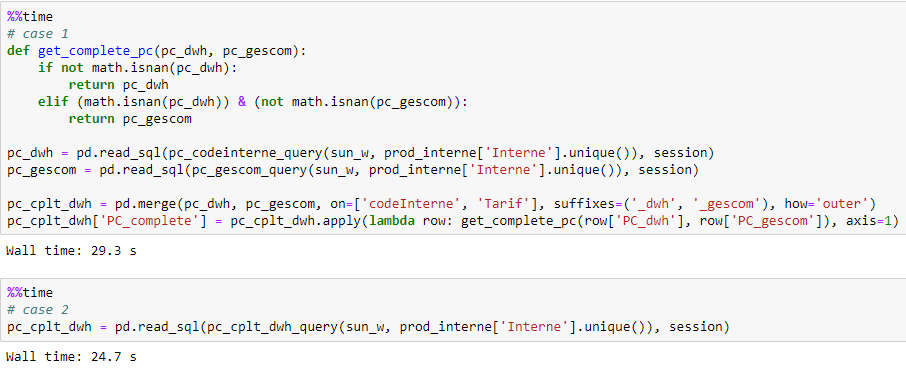 %%time
# case 1
def get_complete_pc(pc_dwh, pc_gescom):
    if not math.isnan(pc_dwh):
        return pc_dwh
    elif (math.isnan(pc_dwh)) & (not math.isnan(pc_gescom)):
        return pc_gescom

pc_dwh = pd.read_sql(pc_codeinterne_query(sun_w, prod_interne['Interne'].unique()), session)
pc_gescom = pd.read_sql(pc_gescom_query(sun_w, prod_interne['Interne'].unique()), session)

pc_cplt_dwh = pd.merge(pc_dwh, pc_gescom, on=['codeInterne', 'Tarif'], suffixes=('_dwh', '_gescom'), how='outer')
pc_cplt_dwh['PC_complete'] = pc_cplt_dwh.apply(lambda row: get_complete_pc(row['PC_dwh'], row['PC_gescom']), axis=1)
Wall time: 29.3 s
%%time
# case 2
pc_cplt_dwh = pd.read_sql(pc_cplt_dwh_query(sun_w, prod_interne['Interne'].unique()), session)
Wall time: 24.7 s